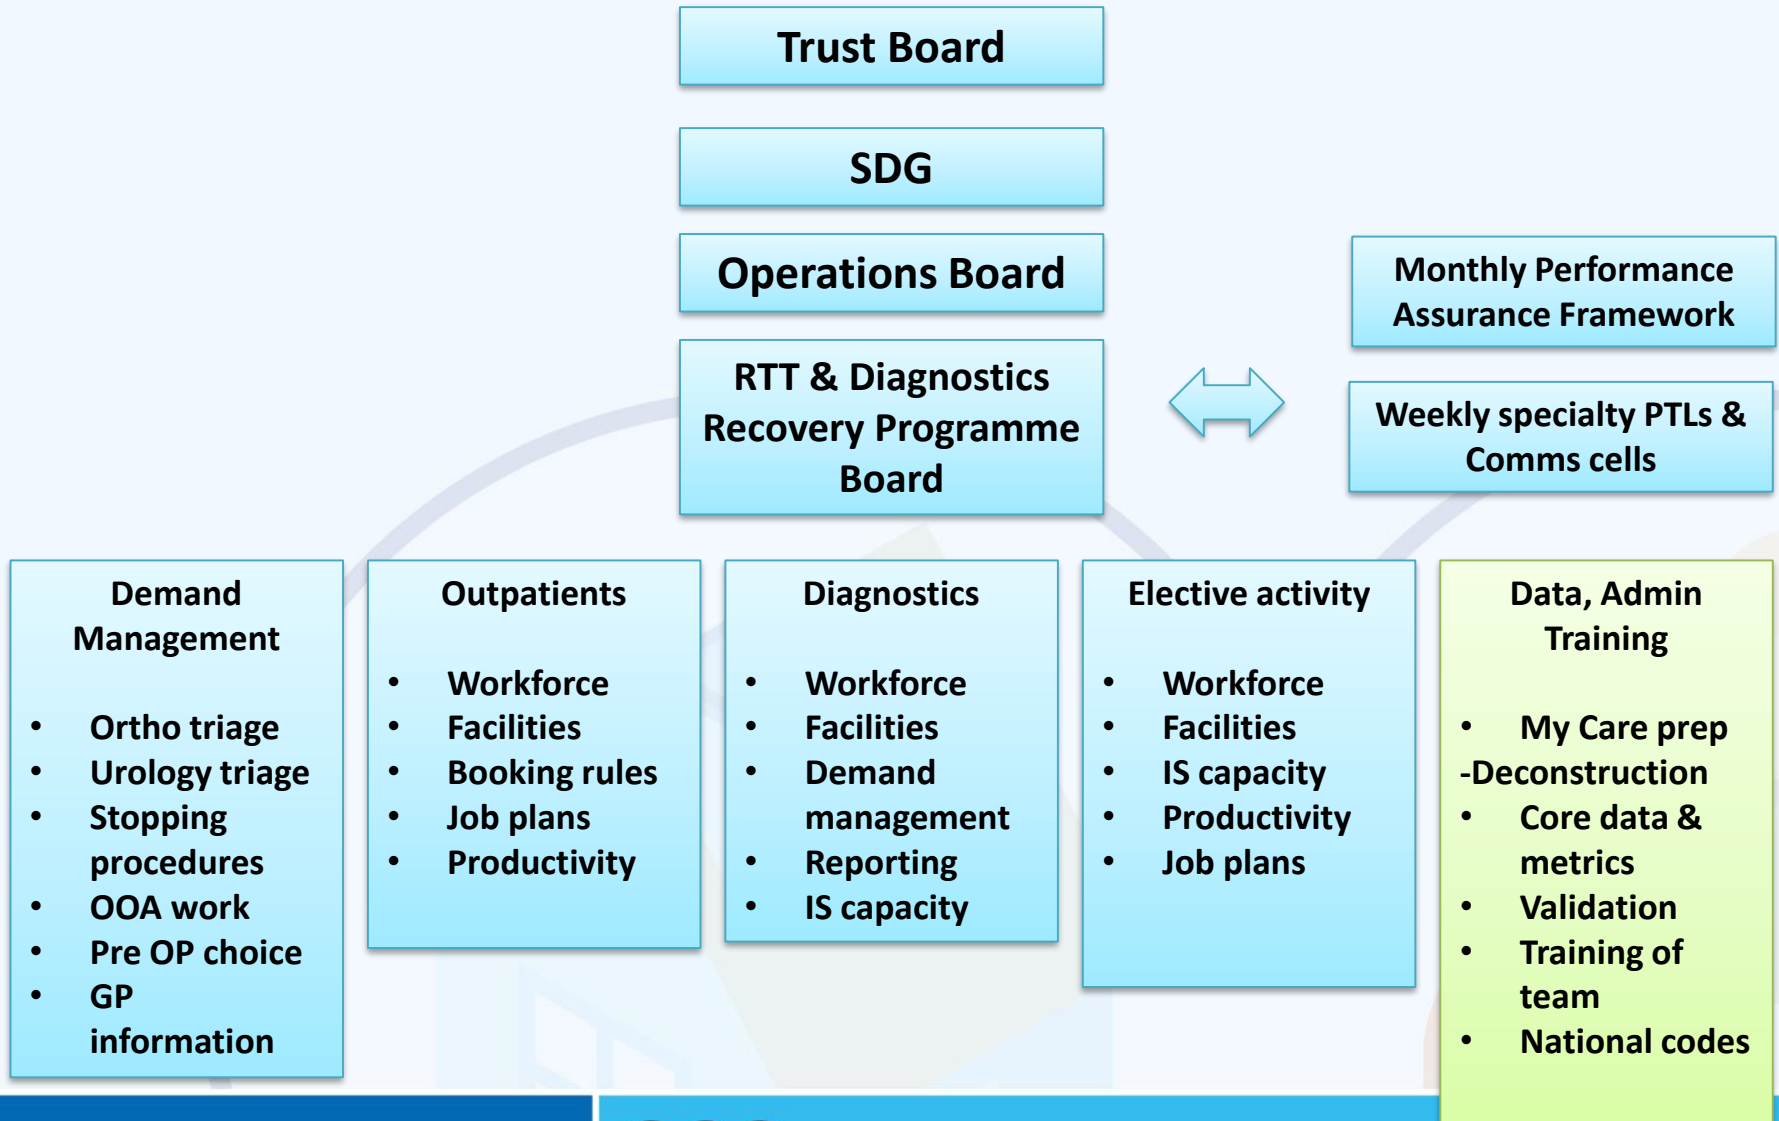 Trust Board
SDG
Operations Board
RTT & Diagnostics
Recovery Programme
Board
Monthly Performance
Assurance Framework
Weekly specialty PTLs &
Comms cells
Demand
Management
• Ortho triage
• Urology triage
• Stopping
procedures
• OOA work
• Pre OP choice
• GP
information
Outpatients
• Workforce
• Facilities
• Booking rules
• Job plans
• Productivity
Diagnostics
• Workforce
• Facilities
• Demand
management
• Reporting
• IS capacity
Elective activity
• Workforce
• Facilities
• IS capacity
• Productivity
• Job plans
Data, Admin
Training
• My Care prep
-Deconstruction
• Core data &
metrics
• Validation
• Training of
team
• National codes